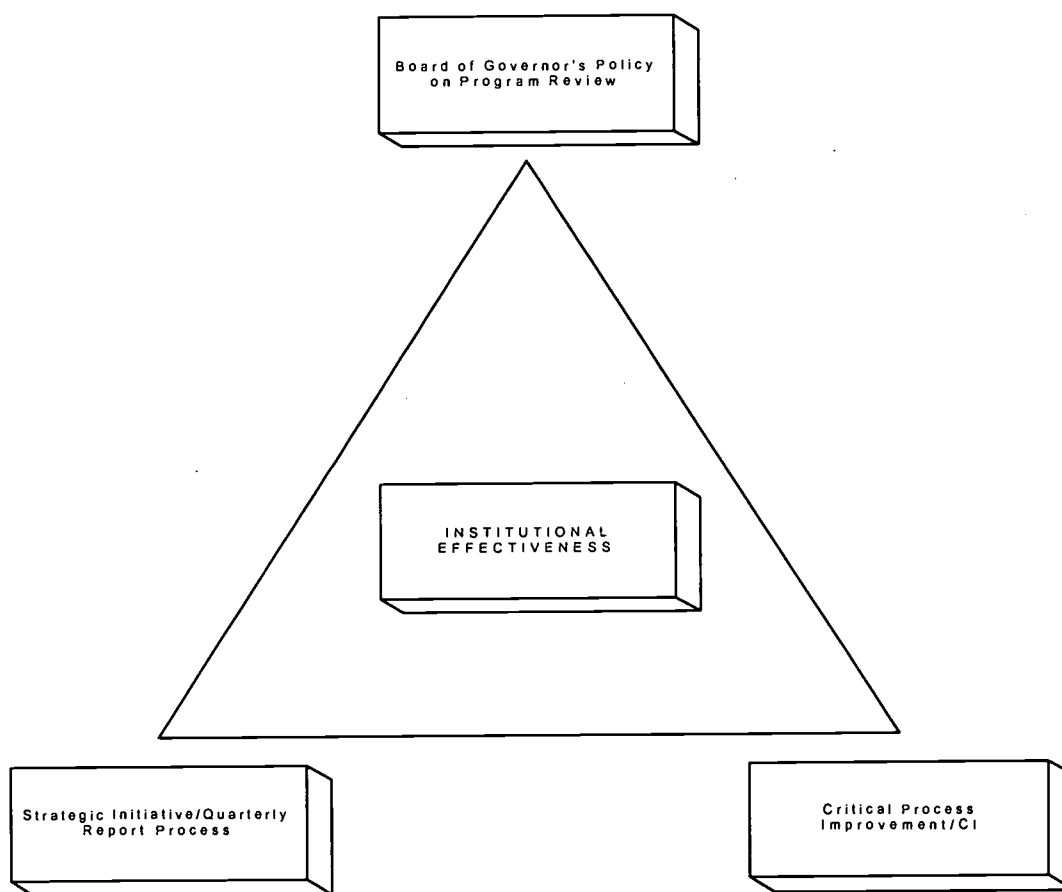 Board of Governor's Policy
on Program Review
INSTITUTIONAL
EFFECTIVENESS
Strategic Initiative/Quarterly
Report Process
Critical Process
Improvement/CI